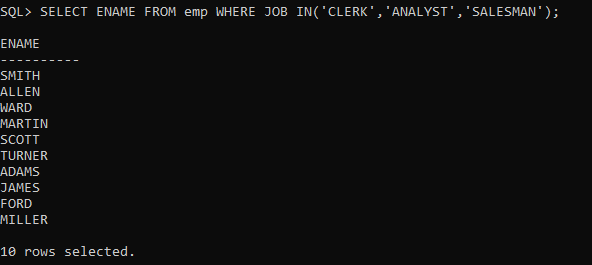 SQL> SELECT ENAME FROM emp WHERE JOB IN('CLERK','ANALYST','SALESMAN');
ENAME
----------
SMITH
ALLEN
WARD
MARTIN
SCOTT
TURNER
ADAMS
JAMES
FORD
MILLER
10 rows selected.